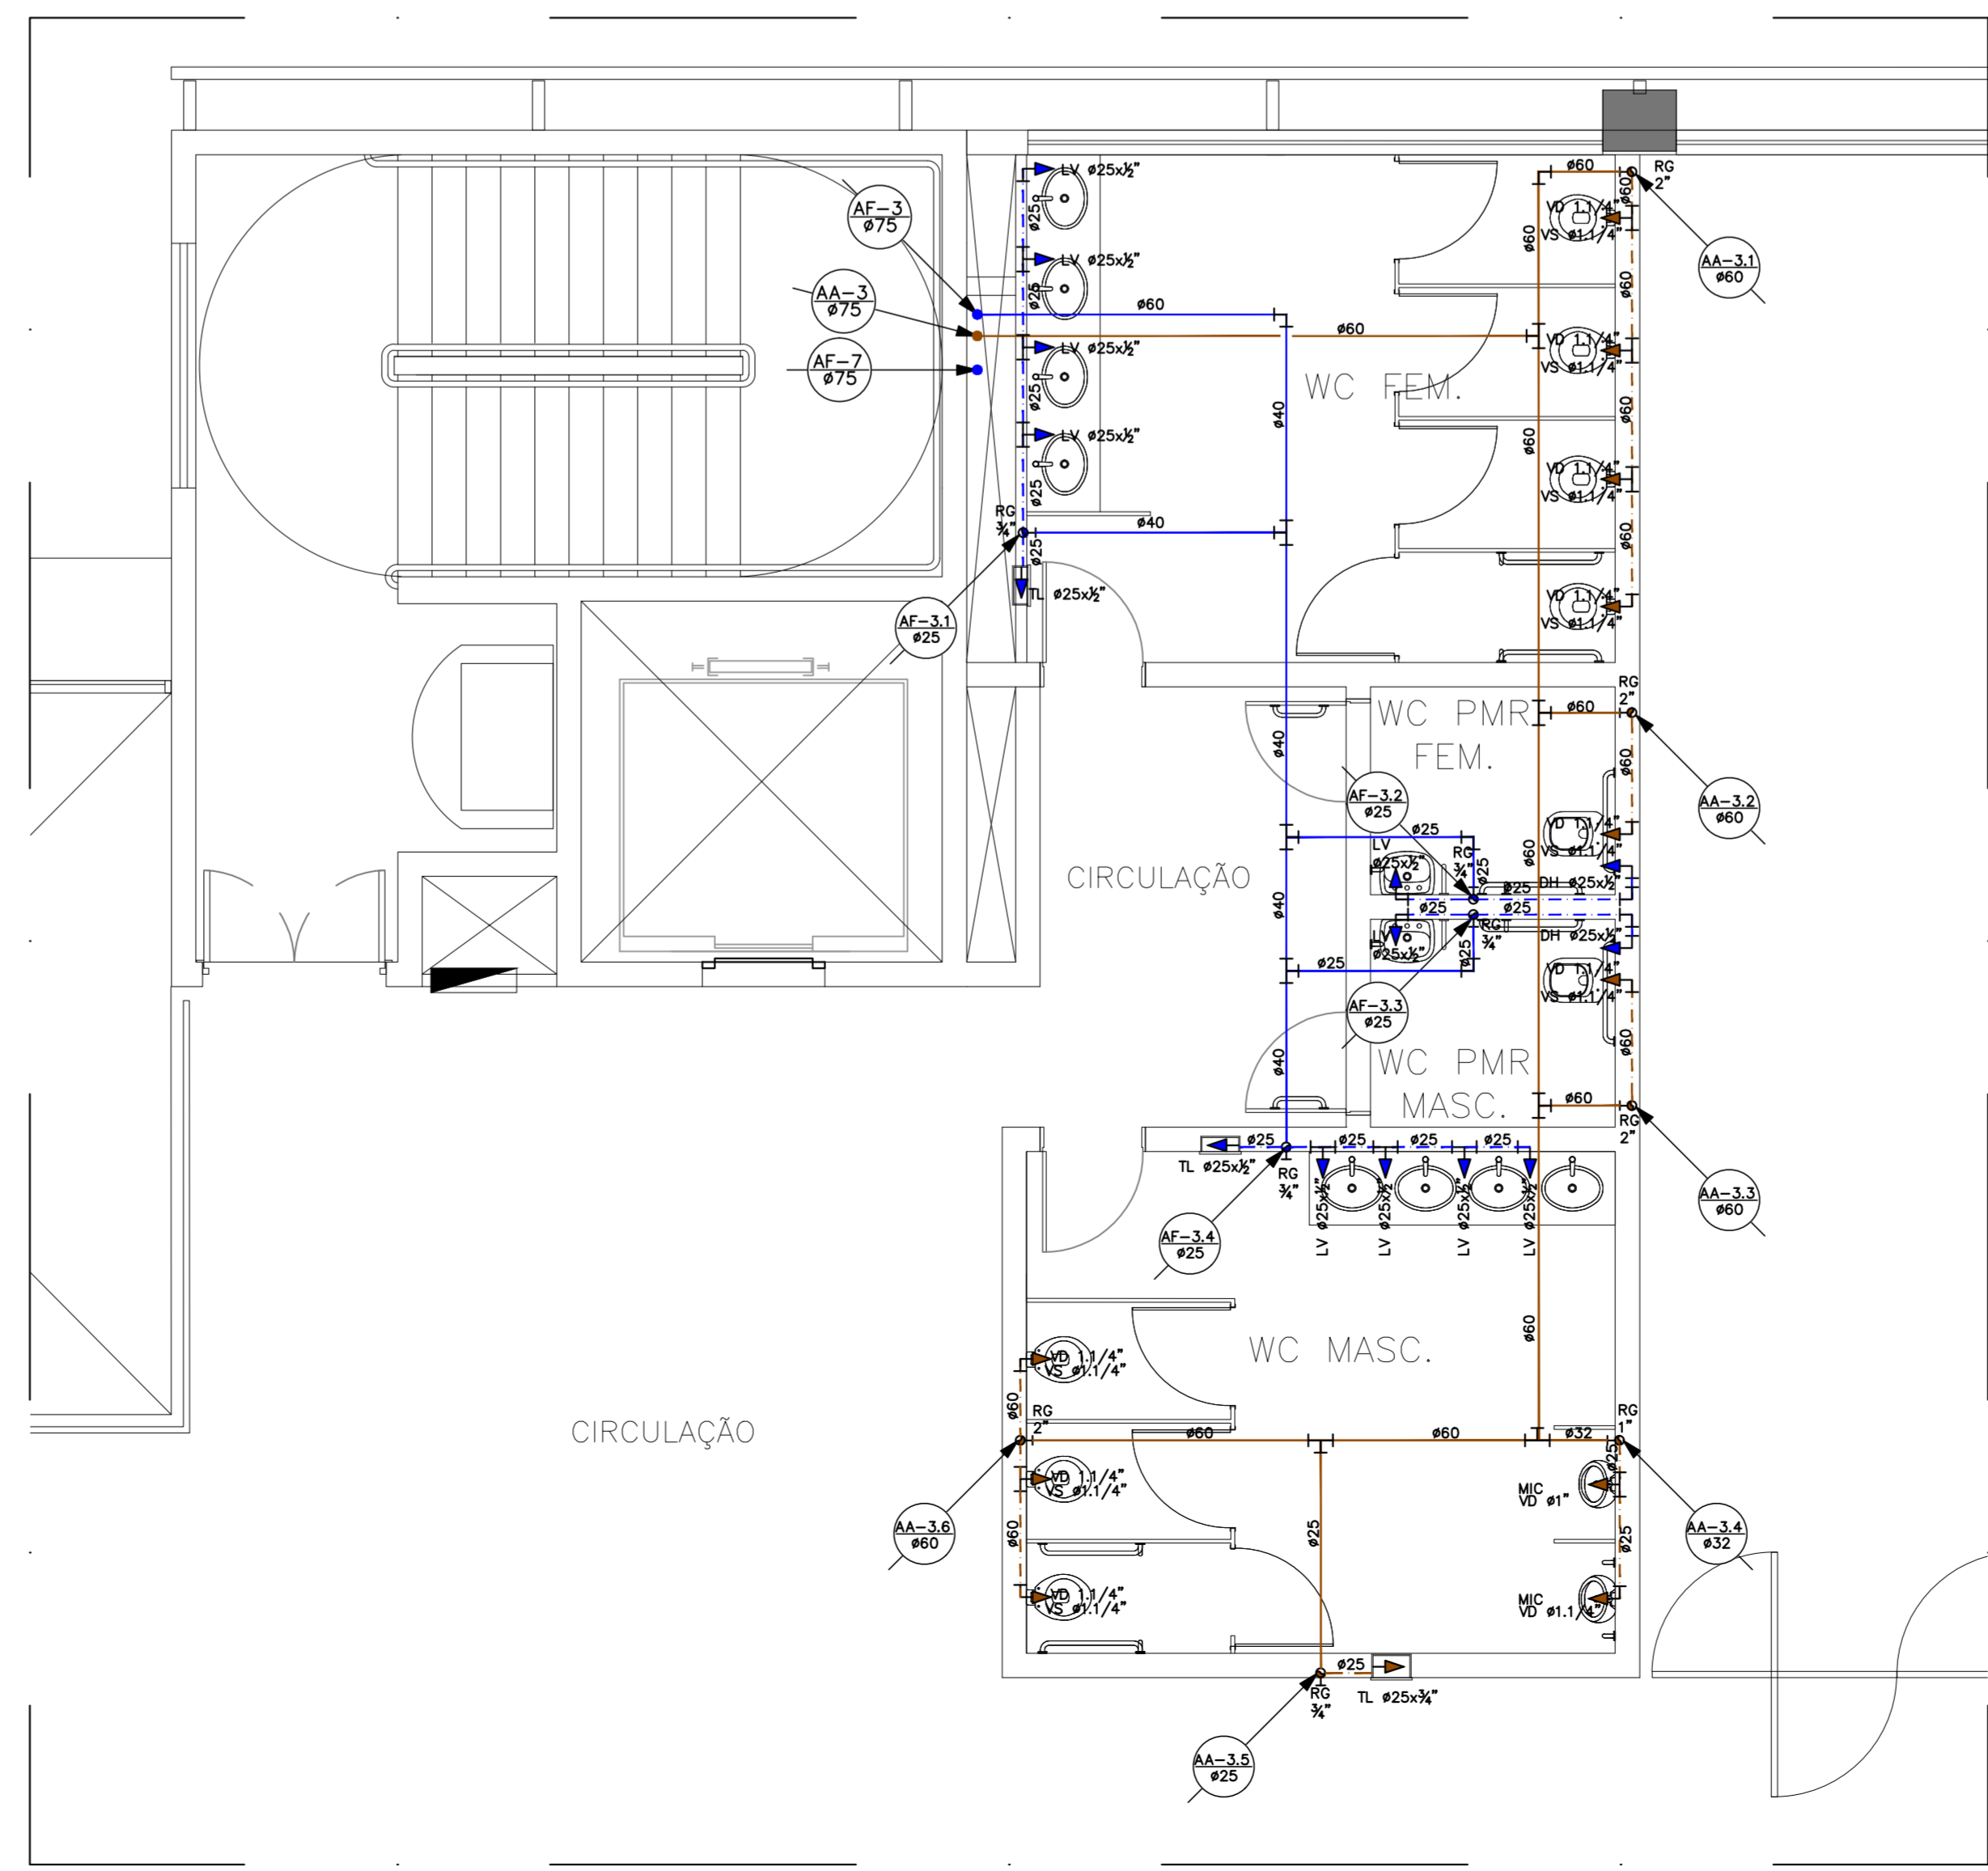 ø60
RG
2"
LV ø25x½"
ø60
AF-3
ø75
VD 1.1/4"
VS ø1.1/4"
ø25
ø60
LV ø25x½"
AA-3.1
ø60
ø25
ø60
AA-3
ø75
ø60
ø60
LV ø25x½"
VD 1.1/4"
VS ø1.1/4"
AF-7
ø75
WC FEM.
ø25
ø40
ø60
ø60
LV ø25x½"
VD 1.1/4"
VS ø1.1/4"
ø25
RG
¾"
ø40
ø60
ø25
TL ø25x½"
VD 1.1/4"
VS ø1.1/4"
AF-3.1
ø25
RG
2"
WC PMR
FEM.
ø60
ø40
ø60
AF-3.2
ø25
AA-3.2
ø60
ø25
VD 1.1/4"
VS ø1.1/4"
LV
ø25x½"
RG
¾"
ø25
ø60
CIRCULAÇÃO
ø25
DH ø25x½"
ø40
ø25
ø25
LV
ø25x½"
RG
¾"
DH ø25x½"
ø25
ø25
VD 1.1/4"
VS ø1.1/4"
AF-3.3
ø25
ø40
ø60
WC PMR
MASC.
ø60
RG
2"
ø25
ø25
ø25
ø25
ø25
TL ø25x½"
RG
¾"
LV ø25x½"
LV ø25x½"
LV ø25x½"
LV ø25x½"
AA-3.3
ø60
AF-3.4
ø25
ø60
WC MASC.
VD 1.1/4"
VS ø1.1/4"
ø60
RG
2"
RG
1"
CIRCULAÇÃO
ø60
ø60
ø32
ø25
VD 1.1/4"
VS ø1.1/4"
MIC
VD ø1"
AA-3.6
ø60
ø60
ø25
ø25
AA-3.4
ø32
VD 1.1/4"
VS ø1.1/4"
MIC
VD ø1.1/4"
ø25
RG
¾"
TL ø25x¾"
AA-3.5
ø25